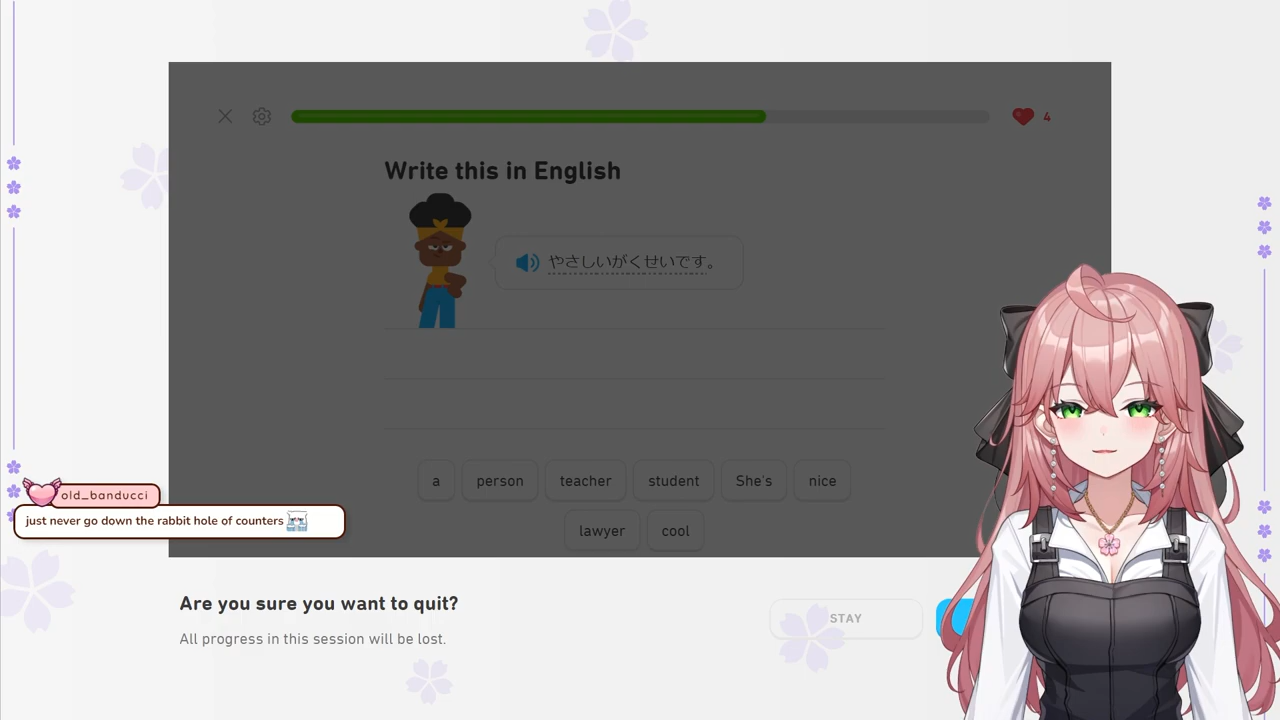 4
Write this in English
やさしいがくせいです。
a person teacher student She's nice
lawyer cool
old_banducci
just never go down the rabbit hole of counters
Are you sure you want to quit?
All progress in this session will be lost.
STAY